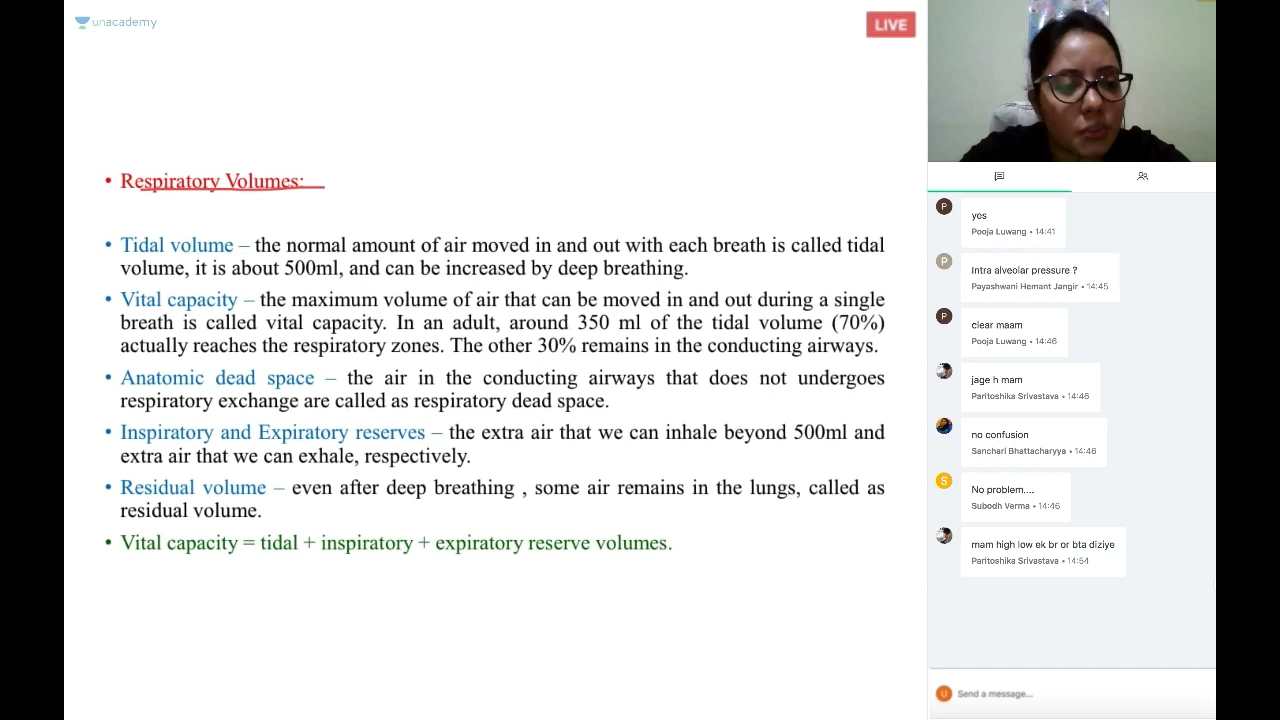 unacademy
LIVE
• Respiratory Volumes:
• Tidal volume – the normal amount of air moved in and out with each breath is called tidal
volume, it is about 500ml, and can be increased by deep breathing.
• Vital capacity – the maximum volume of air that can be moved in and out during a single
breath is called vital capacity. In an adult, around 350 ml of the tidal volume (70%)
actually reaches the respiratory zones. The other 30% remains in the conducting airways.
• Anatomic dead space – the air in the conducting airways that does not undergoes
respiratory exchange are called as respiratory dead space.
• Inspiratory and Expiratory reserves – the extra air that we can inhale beyond 500ml and
extra air that we can exhale, respectively.
• Residual volume – even after deep breathing , some air remains in the lungs, called as
residual volume.
• Vital capacity = tidal + inspiratory + expiratory reserve volumes.
P
yes
Pooja Luwang • 14:41
P
Intra alveolar pressure ?
Payashwani Hemant Jangir • 14:45
P
clear maam
Pooja Luwang • 14:46
jage h mam
Paritoshika Srivastava • 14:46
no confusion
Sanchari Bhattacharyya • 14:46
S
No problem....
Subodh Verma • 14:46
mam high low ek br or bta diziye
Paritoshika Srivastava • 14:54
U
Send a message...